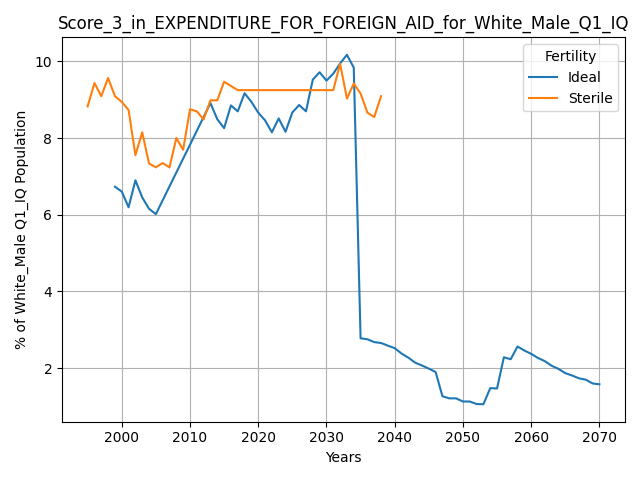 Score_3_in_EXPENDITURE_FOR_FOREIGN_AID_for_White_Male_Q1_IQ
Fertility
Ideal
Sterile
% of White_Male Q1_IQ Population
10
8
6
4
2
2000 2010 2020 2030 2040 2050 2060 2070
Years